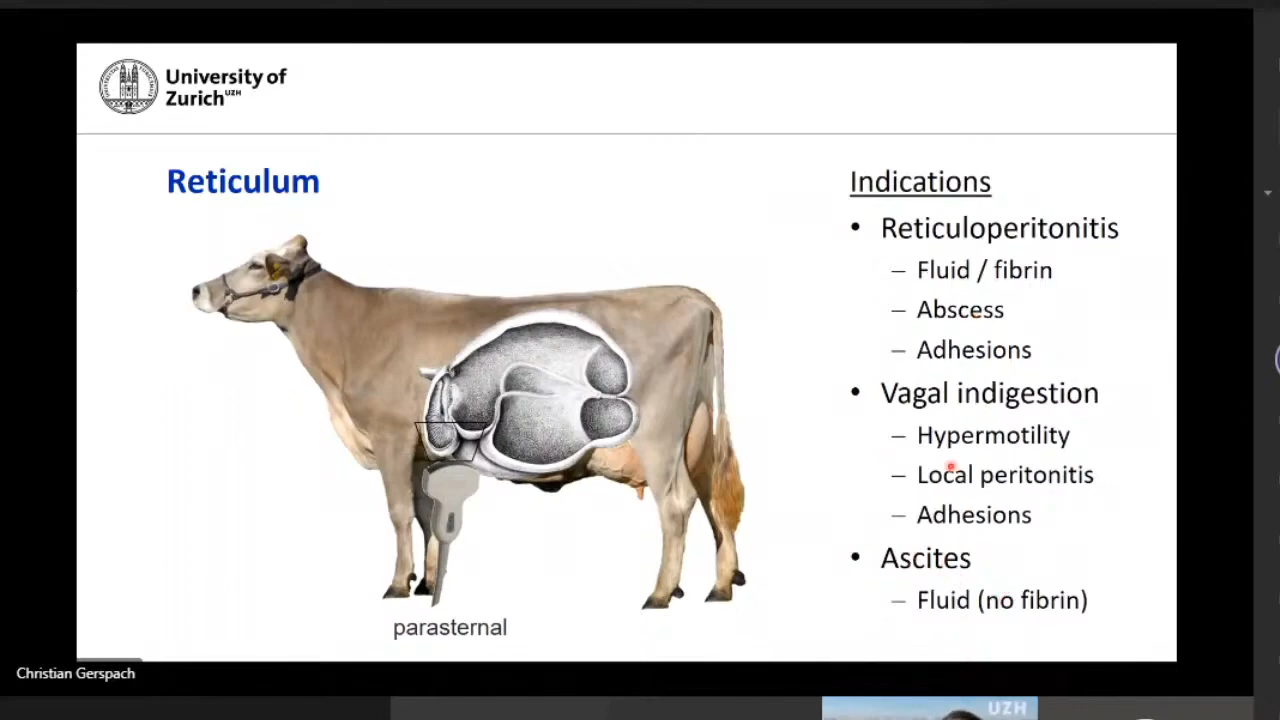 University of
Zurich UZH
Reticulum
Indications
• Reticuloperitonitis
– Fluid / fibrin
– Abscess
– Adhesions
• Vagal indigestion
– Hypermotility
– Local peritonitis
– Adhesions
• Ascites
– Fluid (no fibrin)
parasternal
Christian Gerspach
UZH